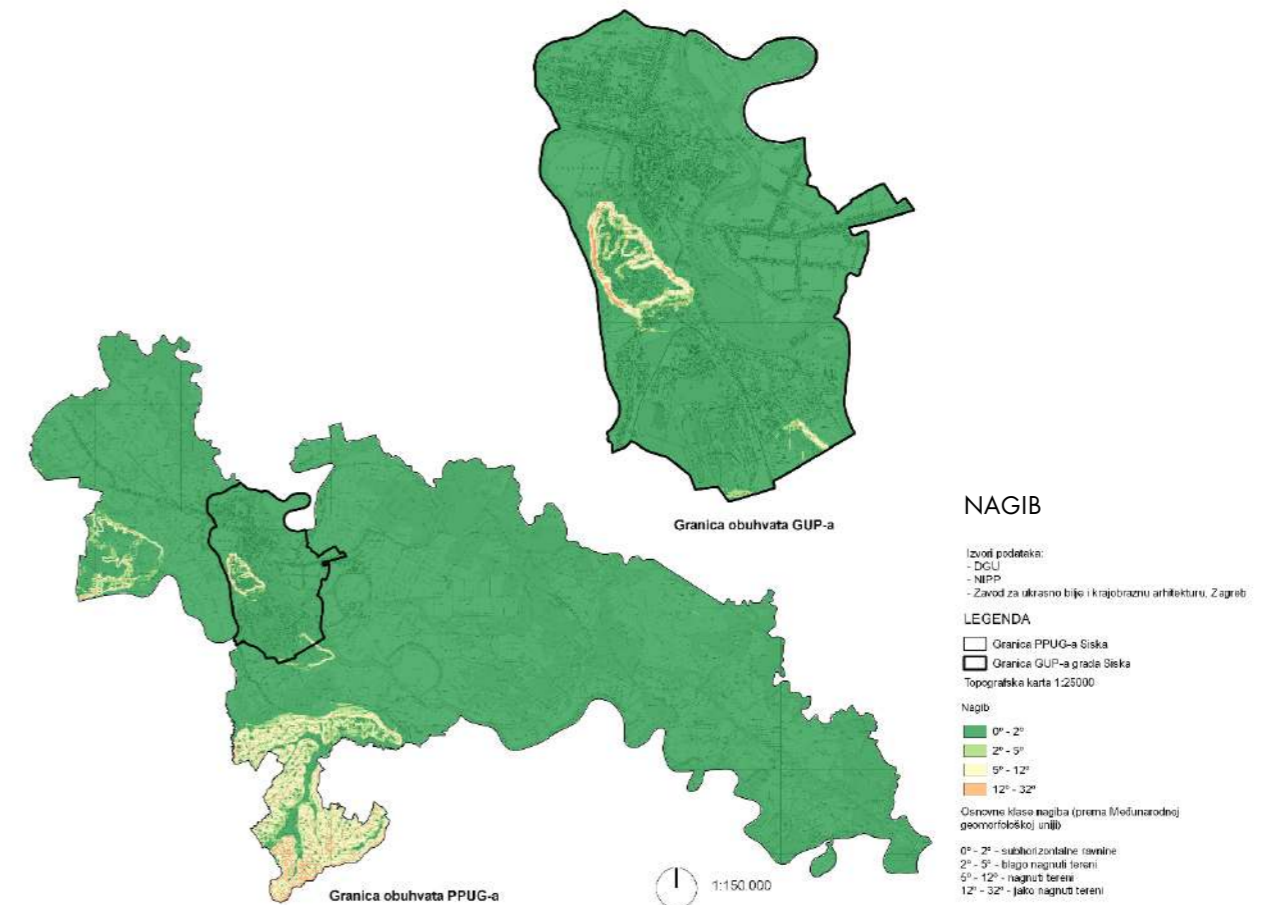 Granica obuhvata GUP-a
Granica obuhvata PPUG-a
1:150.000
NAGIB
Izvori podataka:
- DGU
- NIPP
- Zavod za ukrasno bilje i krajobraznu arhitekturu, Zagreb
LEGENDA
Granica PPUG-a Siska
Granica GUP-a grada Siska
Topografska karta 1:25000
Nagib
0° - 2°
2° - 5°
5° - 12°
12° - 32°
Osnovne klase nagiba (prema Međunarodnoj
geomorfološkoj uniji)
0° - 2° - subhorizontalne ravnine
2° - 5° - blago nagnuti tereni
5° - 12° - nagnuti tereni
12° - 32° - jako nagnuti tereni